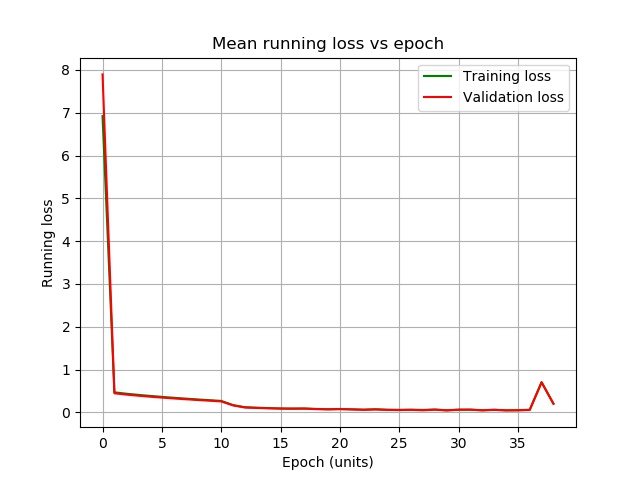 Mean running loss vs epoch
Training loss
Validation loss
8
7
6
5
4
3
2
1
0
Running loss
0 5 10 15 20 25 30 35
Epoch (units)